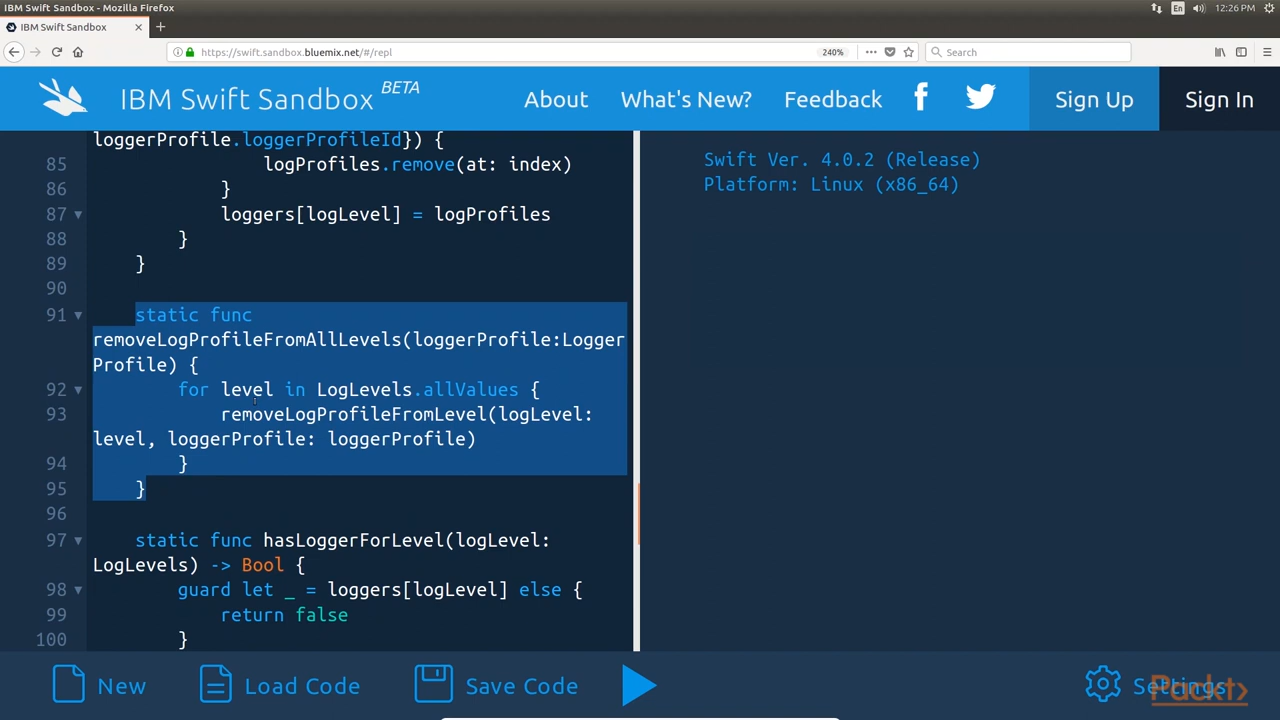 IBM Swift Sandbox - Mozilla Firefox
En 12:26 PM
IBM Swift Sandbox
https://swift.sandbox.bluemix.net/#/repl 240% Search
IBM Swift Sandbox BETA About What's New? Feedback Sign Up Sign In
loggerProfile.loggerProfileId}) {
85 logProfiles.remove(at: index)
86 }
87 loggers[logLevel] = logProfiles
88 }
89 }
90
91 static func
removeLogProfileFromAllLevels(loggerProfile:Logger
Profile) {
92 for level in LogLevels.allValues {
93 removeLogProfileFromLevel(logLevel:
level, loggerProfile: loggerProfile)
94 }
95 }
96
97 static func hasLoggerForLevel(logLevel:
LogLevels) -> Bool {
98 guard let _ = loggers[logLevel] else {
99 return false
100 }
Swift Ver. 4.0.2 (Release)
Platform: Linux (x86_64)
New Load Code Save Code Settings
Packt>